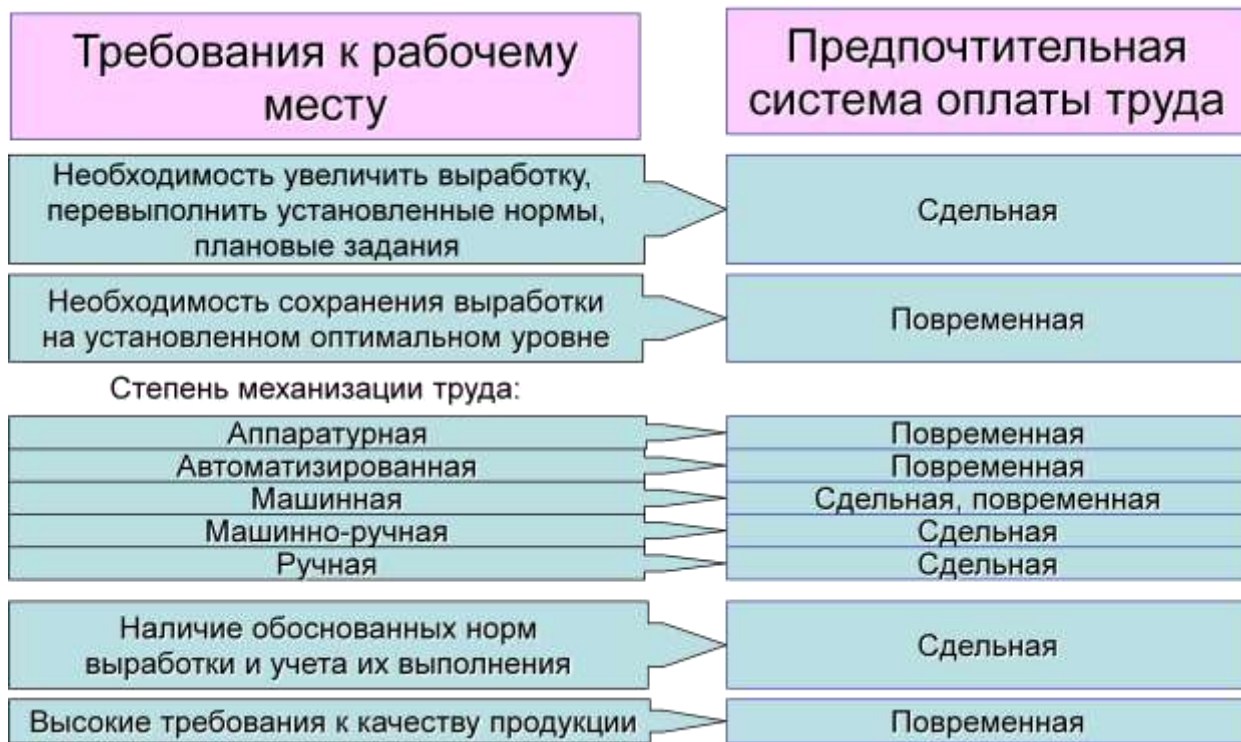 Требования к рабочему
месту
Предпочтительная
система оплаты труда
Необходимость увеличить выработку,
перевыполнить установленные нормы,
плановые задания
Сдельная
Необходимость сохранения выработки
на установленном оптимальном уровне
Повременная
Степень механизации труда:
Аппаратурная
Повременная
Автоматизированная
Повременная
Машинная
Сдельная, повременная
Машинно-ручная
Сдельная
Ручная
Сдельная
Наличие обоснованных норм
выработки и учета их выполнения
Сдельная
Высокие требования к качеству продукции
Повременная